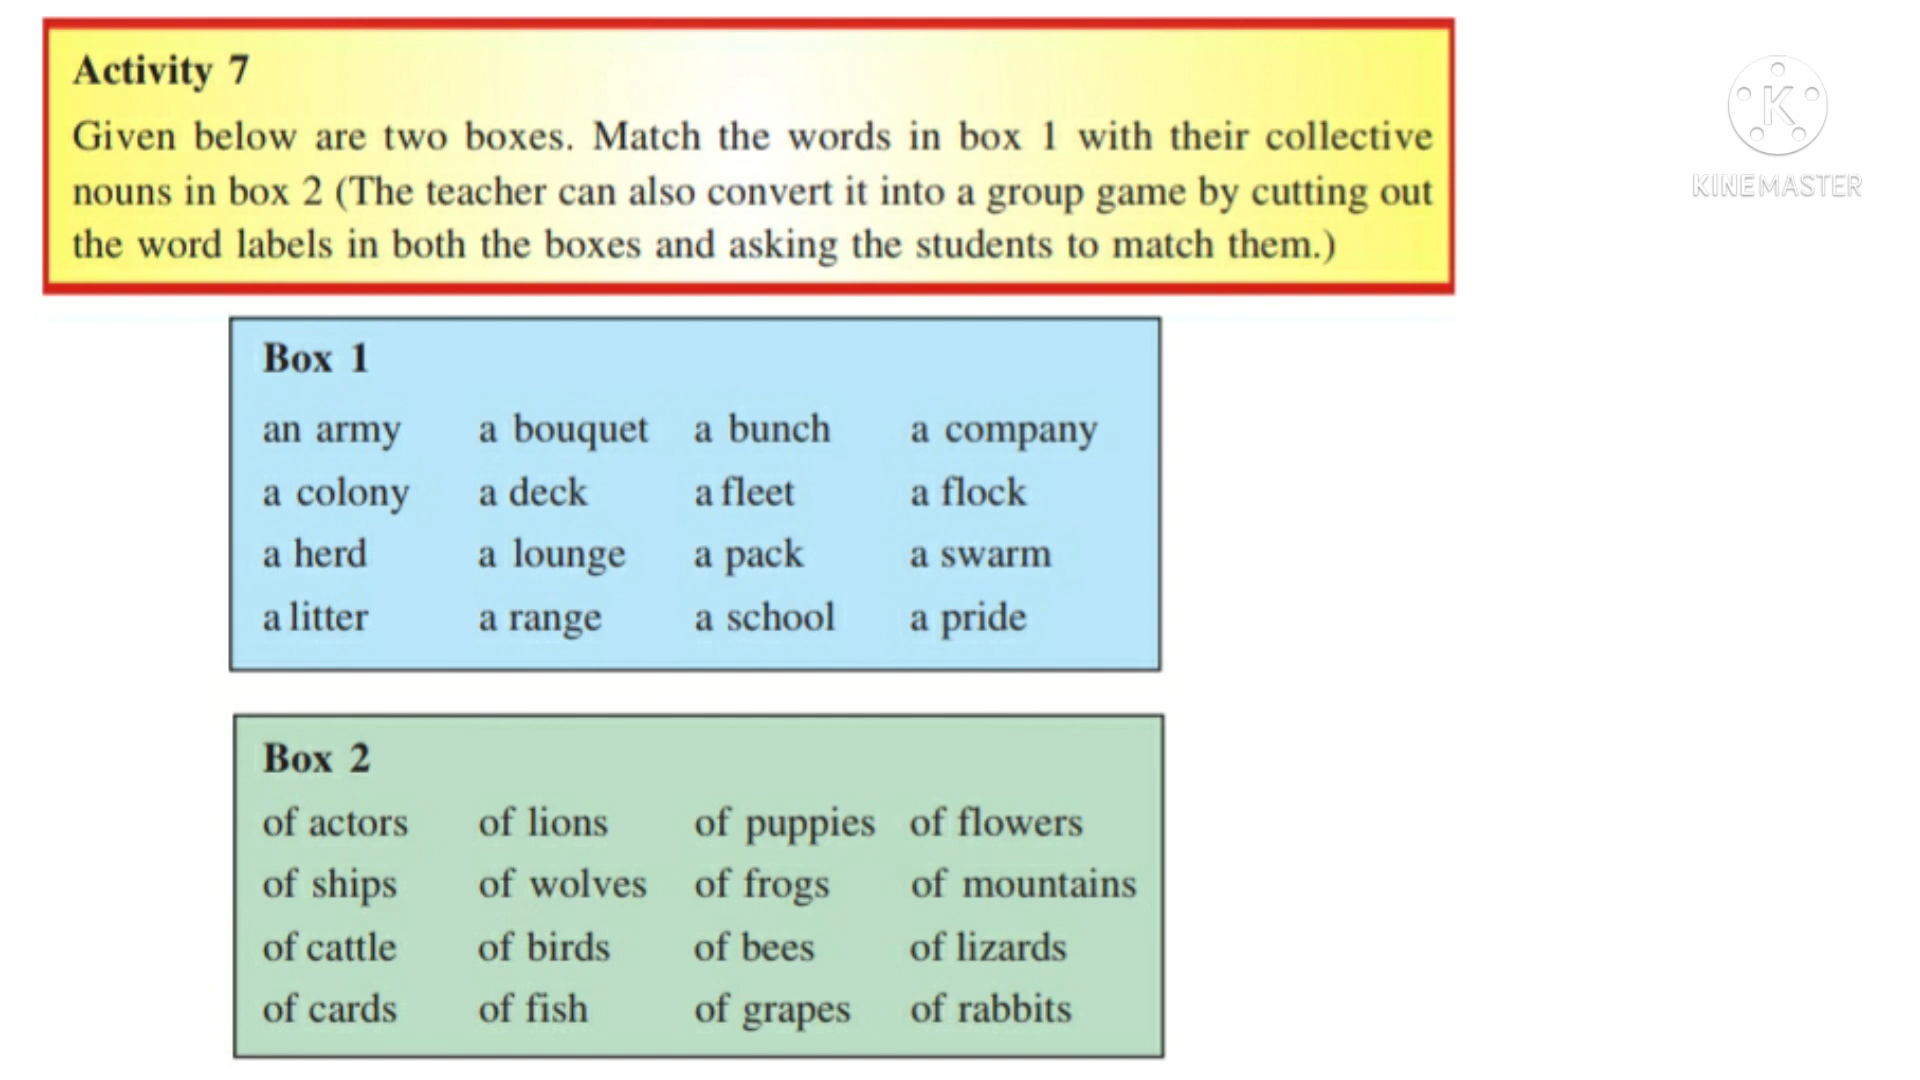 Activity 7
Given below are two boxes. Match the words in box 1 with their collective
nouns in box 2 (The teacher can also convert it into a group game by cutting out
the word labels in both the boxes and asking the students to match them.)
KINEMASTER
Box 1
an army a bouquet a bunch a company
a colony a deck a fleet a flock
a herd a lounge a pack a swarm
a litter a range a school a pride
Box 2
of actors of lions of puppies of flowers
of ships of wolves of frogs of mountains
of cattle of birds of bees of lizards
of cards of fish of grapes of rabbits